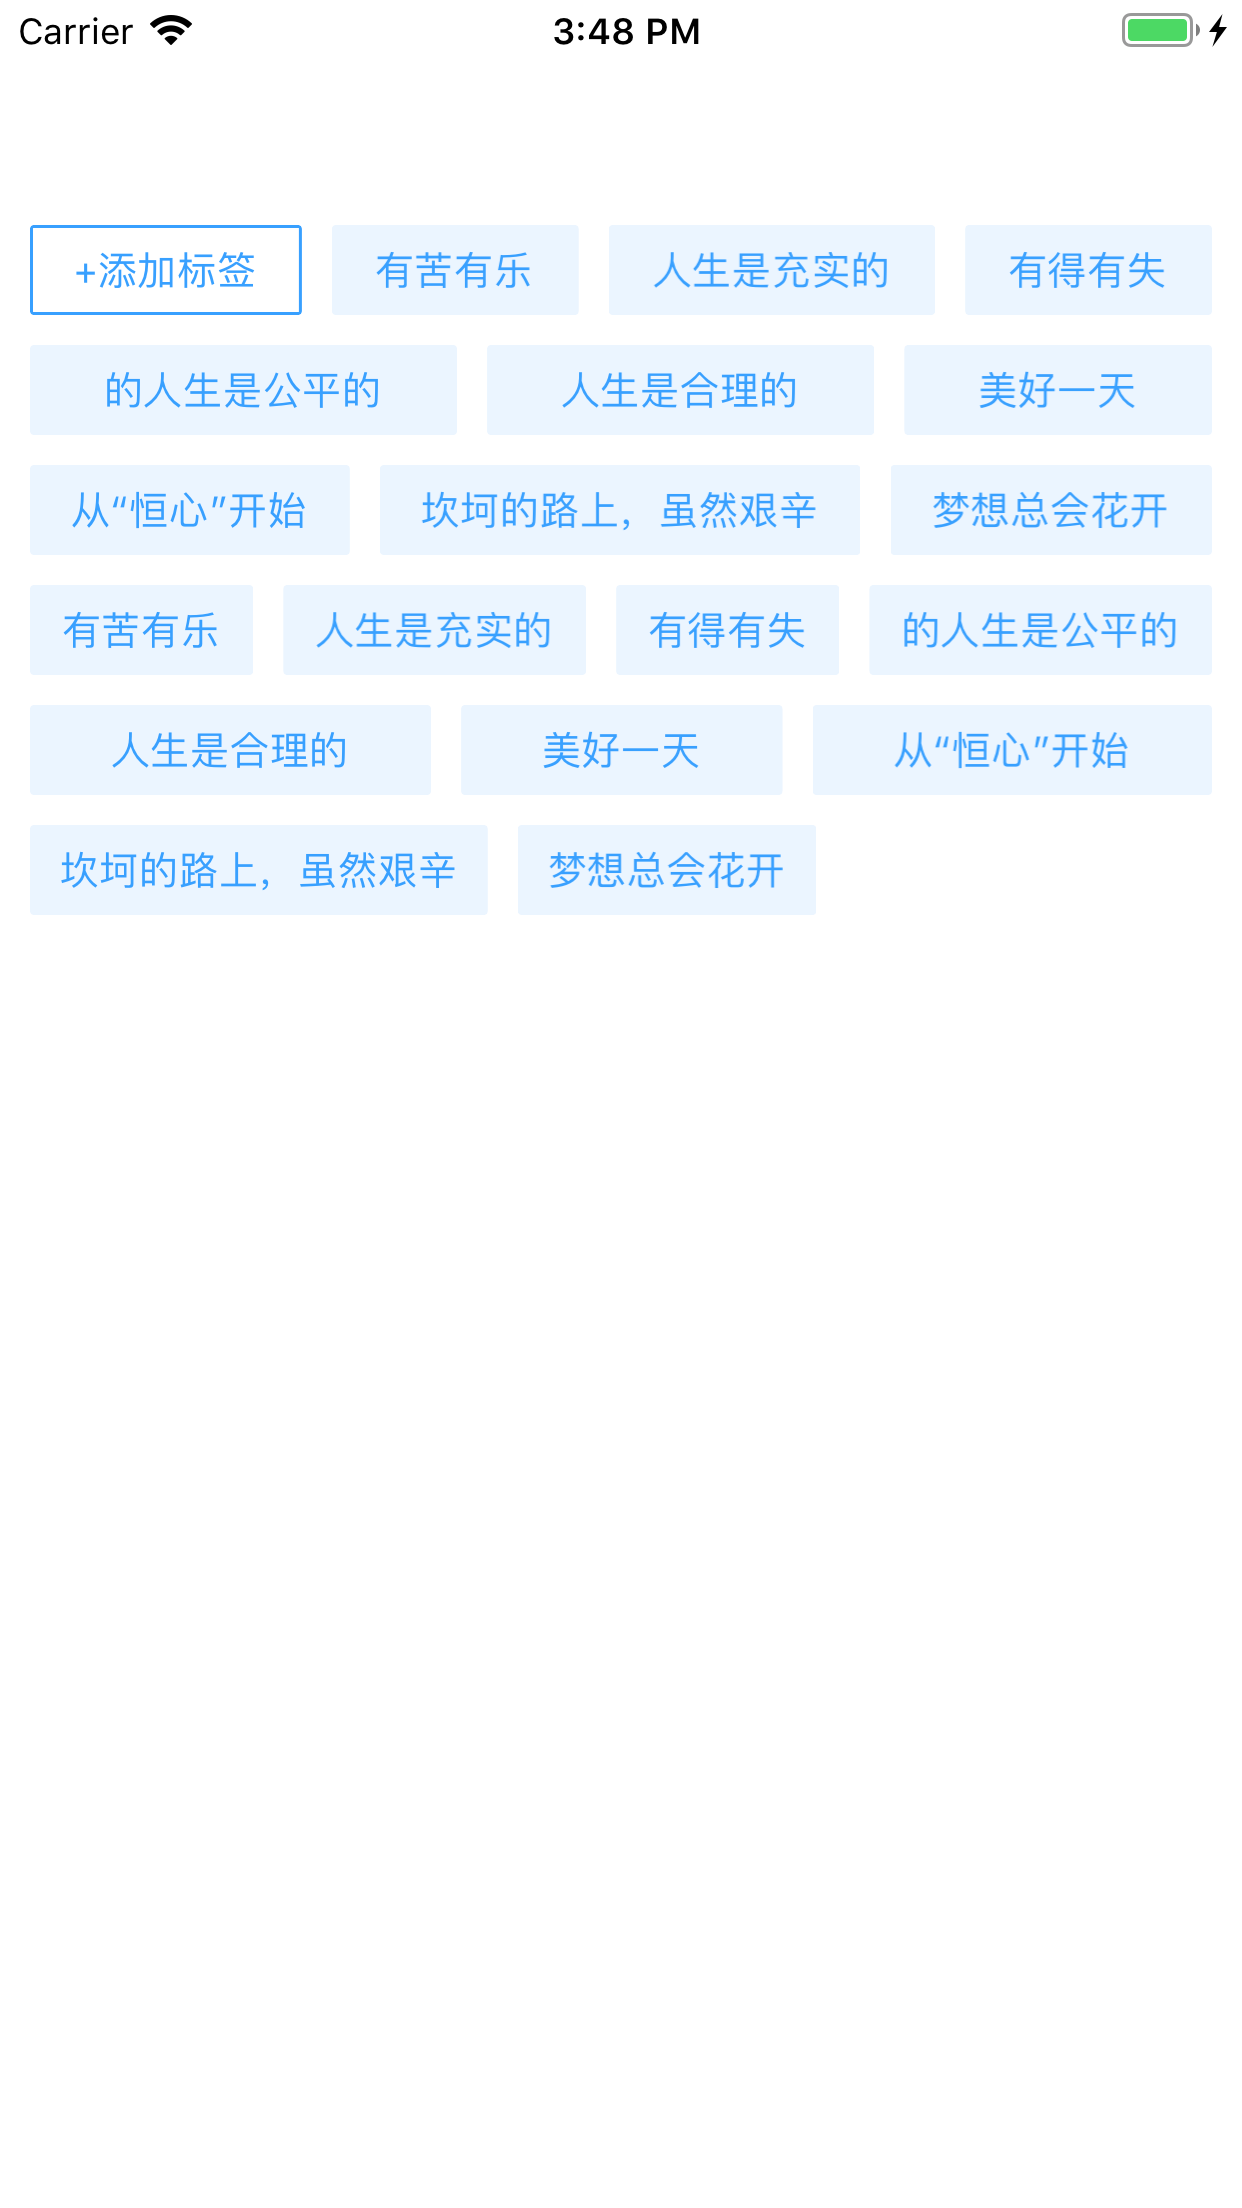 Carrier 3:48 PM
+添加标签 有苦有乐 人生是充实的 有得有失
的人生是公平的 人生是合理的 美好一天
从“恒心”开始 坎坷的路上，虽然艰辛 梦想总会花开
有苦有乐 人生是充实的 有得有失 的人生是公平的
人生是合理的 美好一天 从“恒心”开始
坎坷的路上，虽然艰辛 梦想总会花开